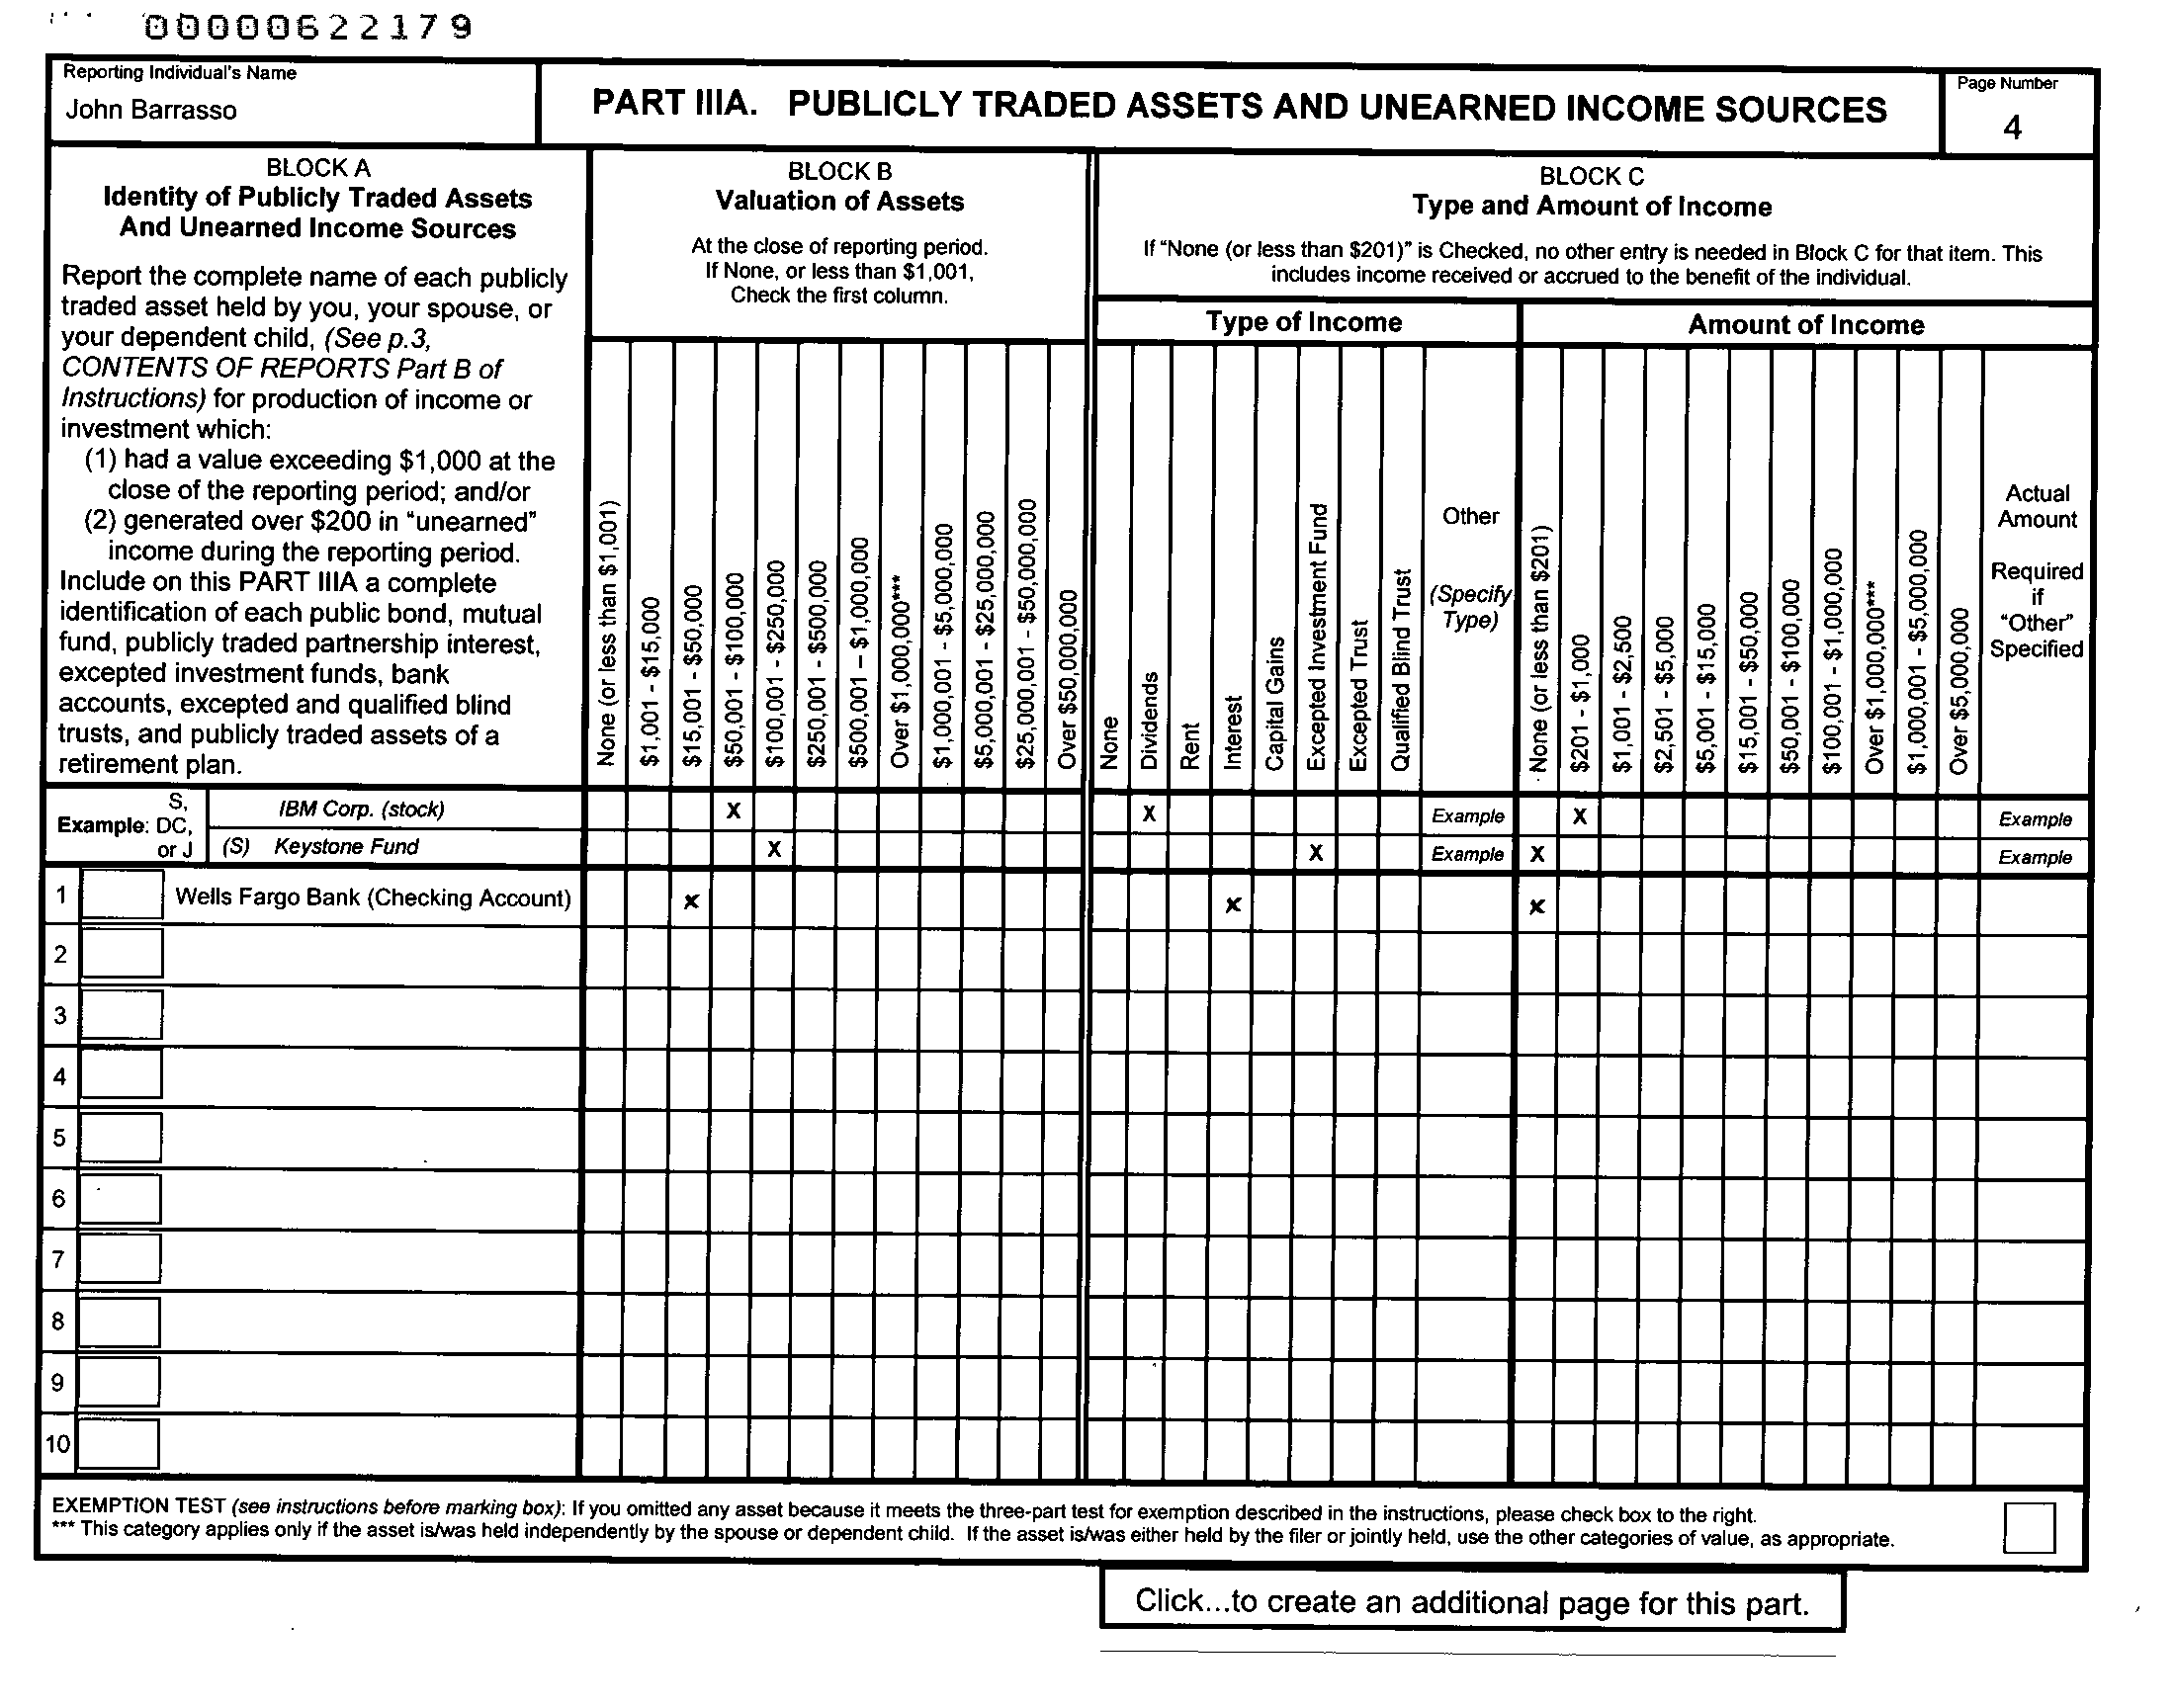 00000622179
Reporting Individual's Name
John Barrasso
PART IIIA. PUBLICLY TRADED ASSETS AND UNEARNED INCOME SOURCES
Page Number
4
BLOCK A
Identity of Publicly Traded Assets
And Unearned Income Sources
Report the complete name of each publicly
traded asset held by you, your spouse, or
your dependent child, (See p.3,
CONTENTS OF REPORTS Part B of
Instructions) for production of income or
investment which:
(1) had a value exceeding $1,000 at the
close of the reporting period; and/or
(2) generated over $200 in "unearned"
income during the reporting period.
Include on this PART IIIA a complete
identification of each public bond, mutual
fund, publicly traded partnership interest,
excepted investment funds, bank
accounts, excepted and qualified blind
trusts, and publicly traded assets of a
retirement plan.
BLOCK B
Valuation of Assets
At the close of reporting period.
If None, or less than $1,001,
Check the first column.
None (or less than $1,001)
$1,001 - $15,000
$15,001 - $50,000
$50,001 - $100,000
$100,001 - $250,000
$250,001 - $500,000
$500,001 – $1,000,000
Over $1,000,000***
$1,000,001 - $5,000,000
$5,000,001 - $25,000,000
$25,000,001 - $50,000,000
Over $50,000,000
BLOCK C
Type and Amount of Income
If "None (or less than $201)" is Checked, no other entry is needed in Block C for that item. This
includes income received or accrued to the benefit of the individual.
Type of Income
None
Dividends
Rent
Interest
Capital Gains
Excepted Investment Fund
Excepted Trust
Qualified Blind Trust
Other
(Specify
Type)
Amount of Income
None (or less than $201)
$201 - $1,000
$1,001 - $2,500
$2,501 - $5,000
$5,001 - $15,000
$15,001 - $50,000
$50,001 - $100,000
$100,001 - $1,000,000
Over $1,000,000***
$1,000,001 - $5,000,000
Over $5,000,000
Actual
Amount
Required
if
"Other"
Specified
Example: S, DC, or J
IBM Corp. (stock) X X Example X Example
(S) Keystone Fund X X Example X Example
1 Wells Fargo Bank (Checking Account) x x x
2
3
4
5
6
7
8
9
10
EXEMPTION TEST (see instructions before marking box): If you omitted any asset because it meets the three-part test for exemption described in the instructions, please check box to the right.
*** This category applies only if the asset is/was held independently by the spouse or dependent child. If the asset is/was either held by the filer or jointly held, use the other categories of value, as appropriate.
Click...to create an additional page for this part.